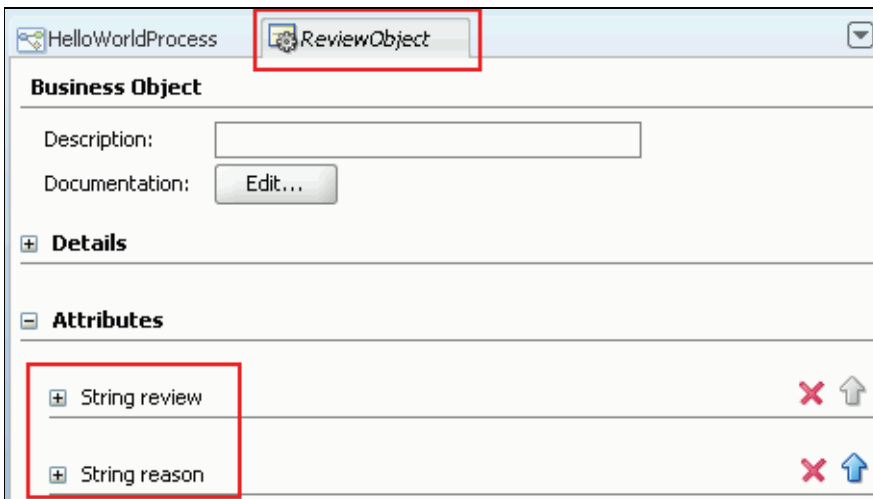 HelloWorldProcess ReviewObject
Business Object
Description:
Documentation: Edit...
Details
Attributes
String review
String reason